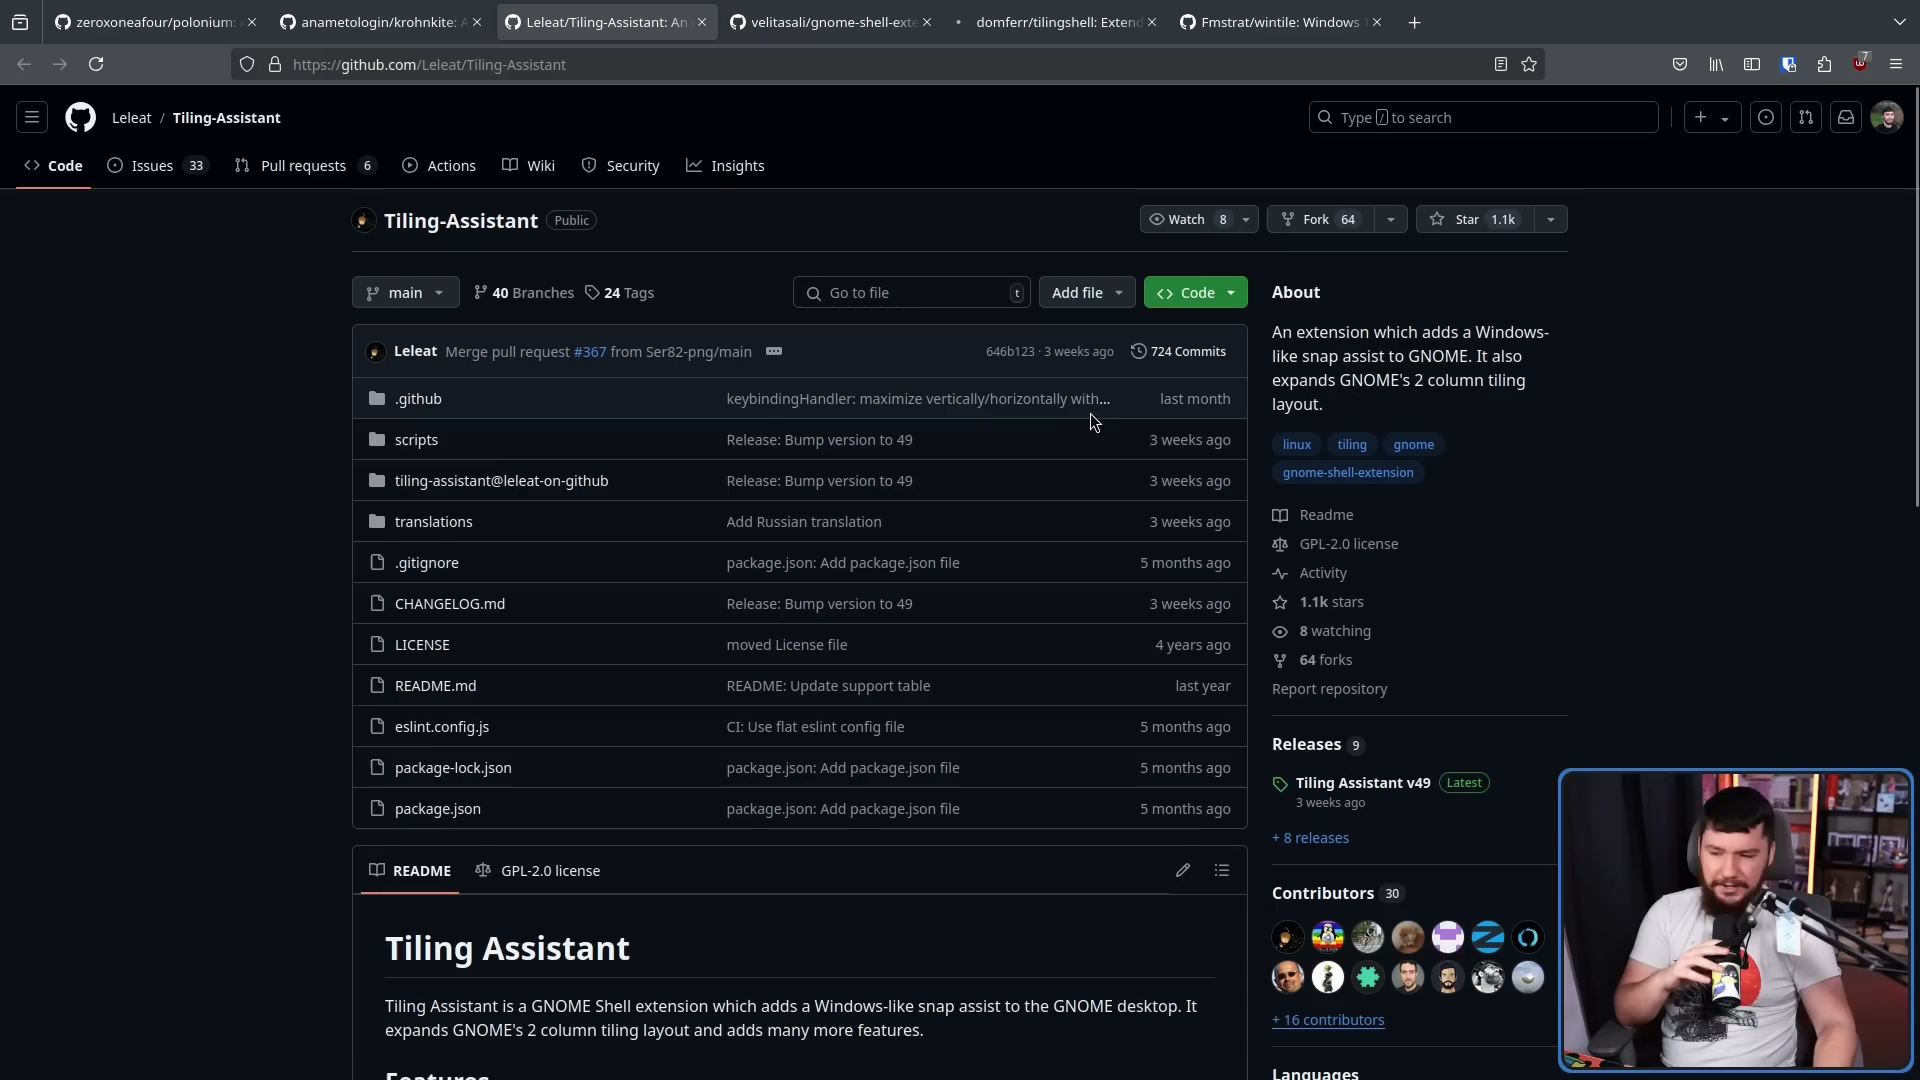 zeroxoneafour/polonium:
anametologin/krohnkite: A
Leleat/Tiling-Assistant: An
velitasali/gnome-shell-exte
domferr/tilingshell: Extend
Fmstrat/wintile: Windows
https://github.com/Leleat/Tiling-Assistant
7
Leleat / Tiling-Assistant
Type / to search
Code
Issues 33
Pull requests 6
Actions
Wiki
Security
Insights
Tiling-Assistant Public
Watch 8
Fork 64
Star 1.1k
main
40 Branches
24 Tags
Go to file t
Add file
Code
Leleat Merge pull request #367 from Ser82-png/main
646b123 · 3 weeks ago
724 Commits
.github keybindingHandler: maximize vertically/horizontally with... last month
scripts Release: Bump version to 49 3 weeks ago
tiling-assistant@leleat-on-github Release: Bump version to 49 3 weeks ago
translations Add Russian translation 3 weeks ago
.gitignore package.json: Add package.json file 5 months ago
CHANGELOG.md Release: Bump version to 49 3 weeks ago
LICENSE moved License file 4 years ago
README.md README: Update support table last year
eslint.config.js CI: Use flat eslint config file 5 months ago
package-lock.json package.json: Add package.json file 5 months ago
package.json package.json: Add package.json file 5 months ago
README
GPL-2.0 license
Tiling Assistant
Tiling Assistant is a GNOME Shell extension which adds a Windows-like snap assist to the GNOME desktop. It
expands GNOME's 2 column tiling layout and adds many more features.
Features
About
An extension which adds a Windows-
like snap assist to GNOME. It also
expands GNOME's 2 column tiling
layout.
linux tiling gnome
gnome-shell-extension
Readme
GPL-2.0 license
Activity
1.1k stars
8 watching
64 forks
Report repository
Releases 9
Tiling Assistant v49 Latest
3 weeks ago
+ 8 releases
Contributors 30
+ 16 contributors
Languages